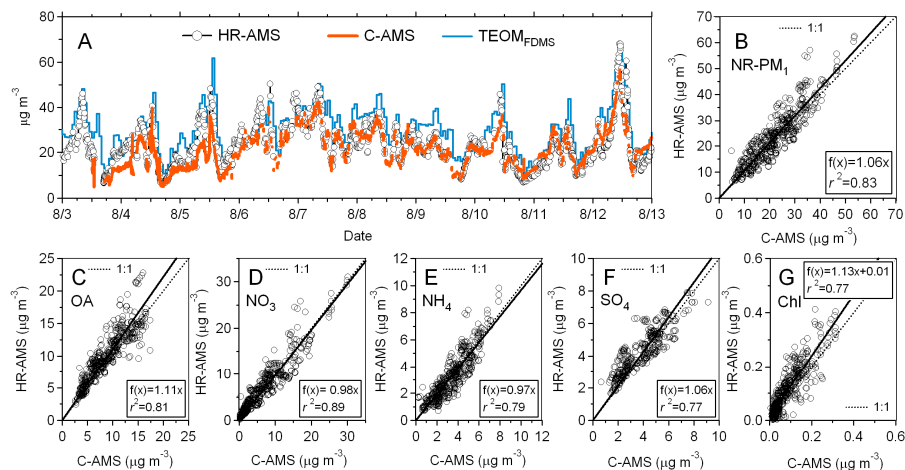 A
HR-AMS
C-AMS
TEOM_FDMS
80
60
40
20
0
μg m⁻³
8/3
8/4
8/5
8/6
8/7
8/8
8/9
8/10
8/11
8/12
8/13
Date
B
1:1
NR-PM₁
70
60
50
40
30
20
10
0
HR-AMS (μg m⁻³)
f(x)=1.06x
r ²=0.83
0 10 20 30 40 50 60 70
C-AMS (μg m⁻³)
C
1:1
OA
25
20
15
10
5
0
HR-AMS (μg m⁻³)
f(x)=1.11x
r ²=0.81
0 5 10 15 20 25
C-AMS (μg m⁻³)
D
1:1
NO₃
30
20
10
0
HR-AMS (μg m⁻³)
f(x)= 0.98x
r ²=0.89
0 10 20 30
C-AMS (μg m⁻³)
E
1:1
NH₄
12
10
8
6
4
2
0
HR-AMS (μg m⁻³)
f(x)=0.97x
r ²=0.79
0 2 4 6 8 10 12
C-AMS (μg m⁻³)
F
1:1
SO₄
10
8
6
4
2
0
HR-AMS (μg m⁻³)
f(x)=1.06x
r ²=0.77
0 2 4 6 8 10
C-AMS (μg m⁻³)
G
f(x)=1.13x+0.01
r ²=0.77
Chl
0.6
0.4
0.2
0.0
HR-AMS (μg m⁻³)
1:1
0.0 0.2 0.4 0.6
C-AMS (μg m⁻³)